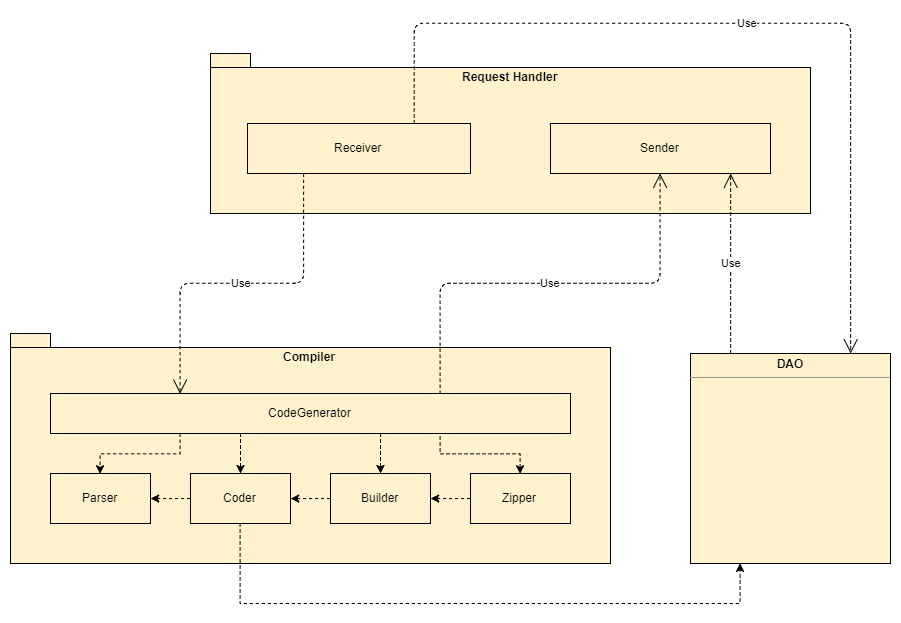 Use
Request Handler
Receiver
Sender
Use
Use
Use
Compiler
DAO
CodeGenerator
Parser
Coder
Builder
Zipper